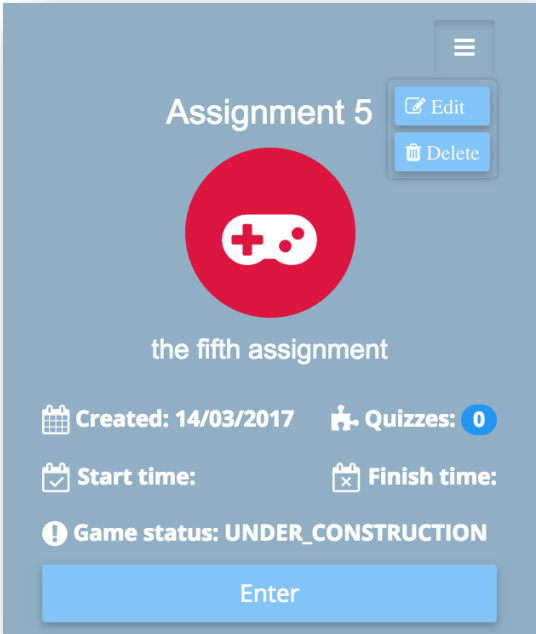 Assignment 5
Edit
Delete
the fifth assignment
Created: 14/03/2017 Quizzes: 0
Start time: Finish time:
Game status: UNDER_CONSTRUCTION
Enter